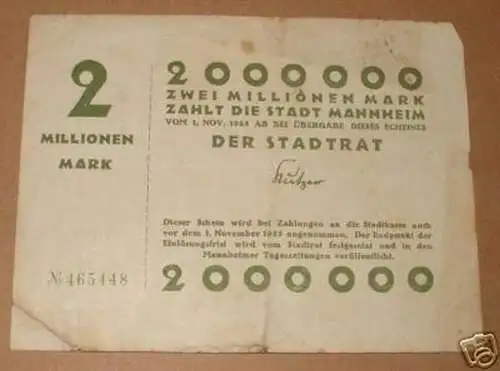 2
MILLIONEN
MARK
№465448
2000000
ZWEI MILLIONEN MARK
ZAHLT DIE STADT MANNHEIM
VOM 1. NOV. 1923 AB BEI ÜBERGABE DIESES SCHEINES
DER STADTRAT
Kutzer
Dieser Schein wird bei Zahlungen an die Stadtkasse auch
vor dem 1. November 1923 angenommen. Der Endpunkt der
Einlösungsfrist wird vom Stadtrat festgesetzt und in den
Mannheimer Tageszeitungen veröffentlicht.
2000000
ebY